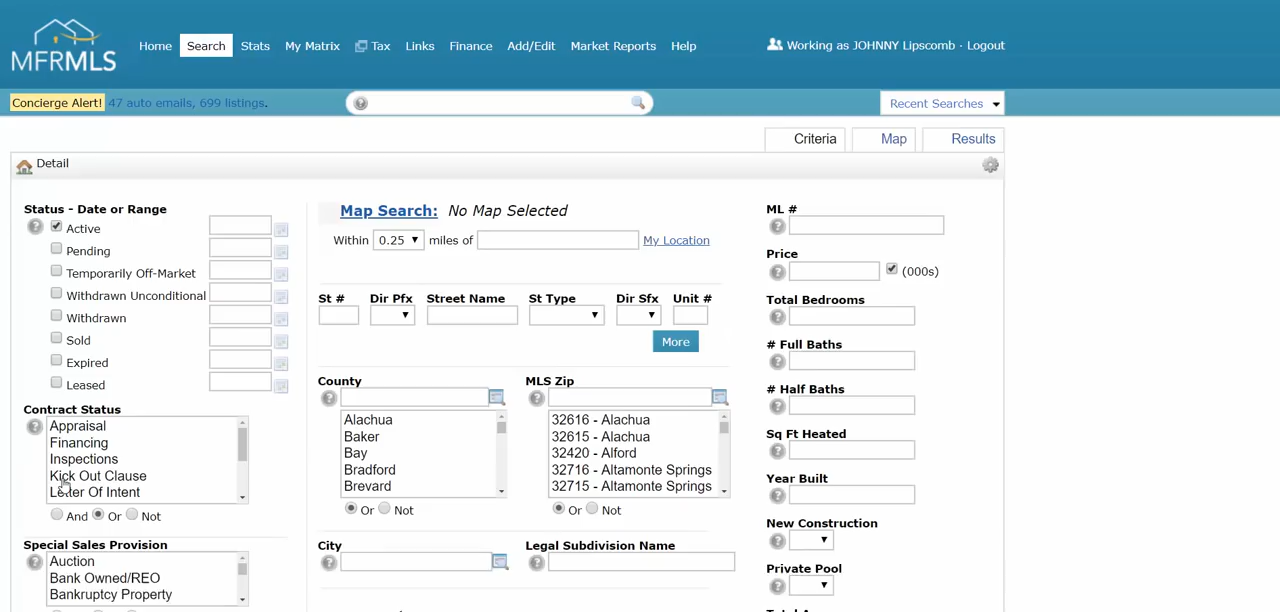 MFRMLS
Home Search Stats My Matrix Tax Links Finance Add/Edit Market Reports Help
Working as JOHNNY Lipscomb · Logout
Concierge Alert! 47 auto emails, 699 listings.
Recent Searches
Criteria Map Results
Detail
Status - Date or Range
Active
Pending
Temporarily Off-Market
Withdrawn Unconditional
Withdrawn
Sold
Expired
Leased
Contract Status
Appraisal
Financing
Inspections
Kick Out Clause
Letter Of Intent
And Or Not
Special Sales Provision
Auction
Bank Owned/REO
Bankruptcy Property
Map Search: No Map Selected
Within 0.25 miles of My Location
St # Dir Pfx Street Name St Type Dir Sfx Unit #
More
County
Alachua
Baker
Bay
Bradford
Brevard
Or Not
MLS Zip
32616 - Alachua
32615 - Alachua
32420 - Alford
32716 - Altamonte Springs
32715 - Altamonte Springs
Or Not
City
Legal Subdivision Name
ML #
Price
(000s)
Total Bedrooms
# Full Baths
# Half Baths
Sq Ft Heated
Year Built
New Construction
Private Pool